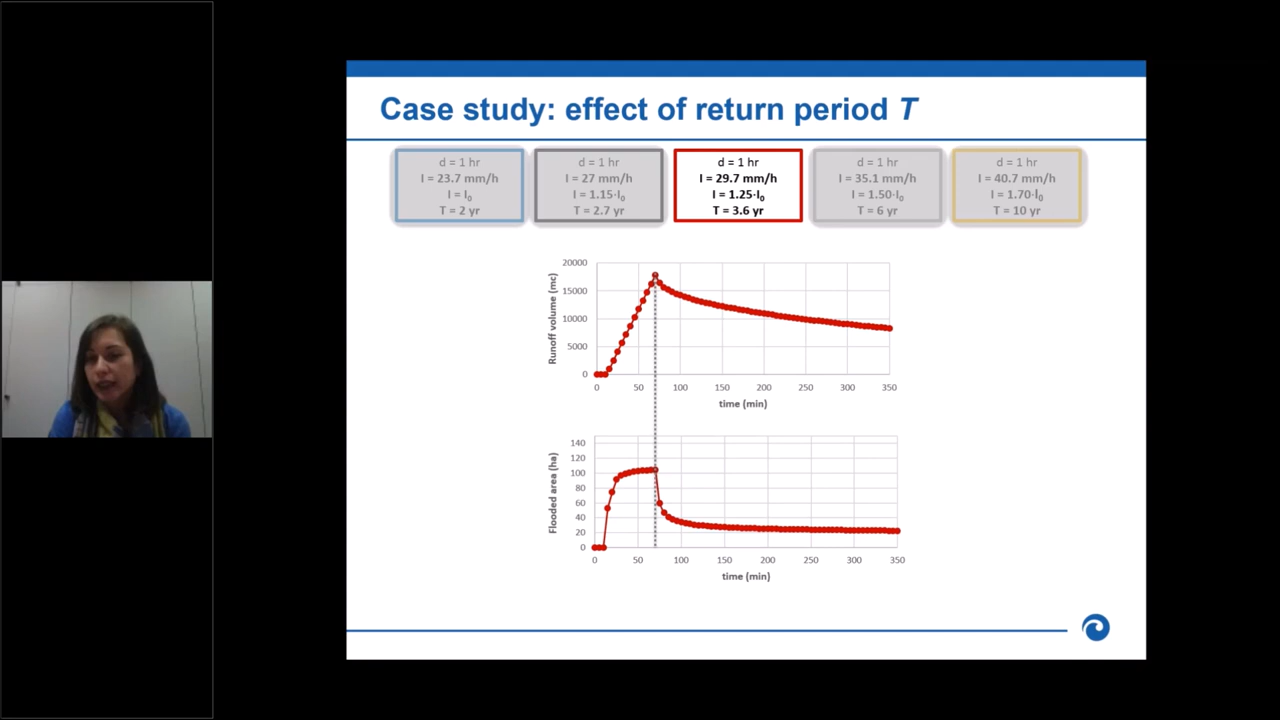 Case study: effect of return period T
d = 1 hr
I = 23.7 mm/h
I = I0
T = 2 yr
d = 1 hr
I = 27 mm/h
I = 1.15·I0
T = 2.7 yr
d = 1 hr
I = 29.7 mm/h
I = 1.25·I0
T = 3.6 yr
d = 1 hr
I = 35.1 mm/h
I = 1.50·I0
T = 6 yr
d = 1 hr
I = 40.7 mm/h
I = 1.70·I0
T = 10 yr
Runoff volume (mc)
20000
15000
10000
5000
0
0 50 100 150 200 250 300 350
time (min)
Flooded area (ha)
140
120
100
80
60
40
20
0
0 50 100 150 200 250 300 350
time (min)